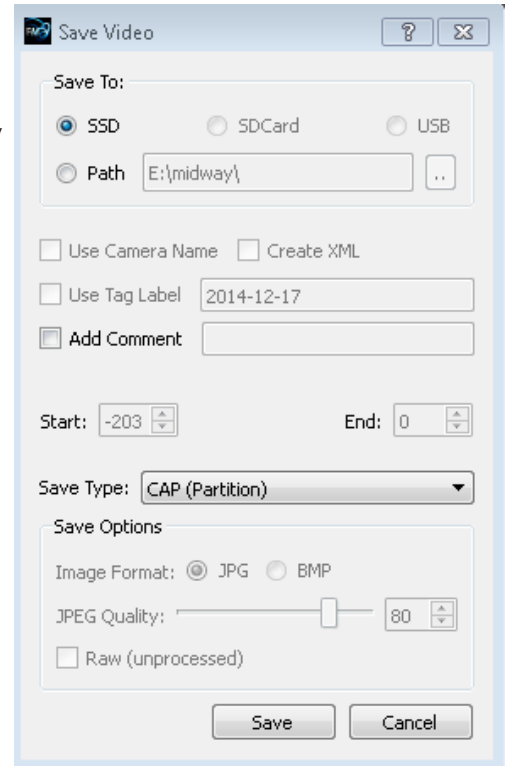 Save Video
Save To:
SSD SDCard USB
Path E:\midway\ ..
Use Camera Name Create XML
Use Tag Label 2014-12-17
Add Comment
Start: -203 End: 0
Save Type: CAP (Partition)
Save Options
Image Format: JPG BMP
JPEG Quality: 80
Raw (unprocessed)
Save Cancel